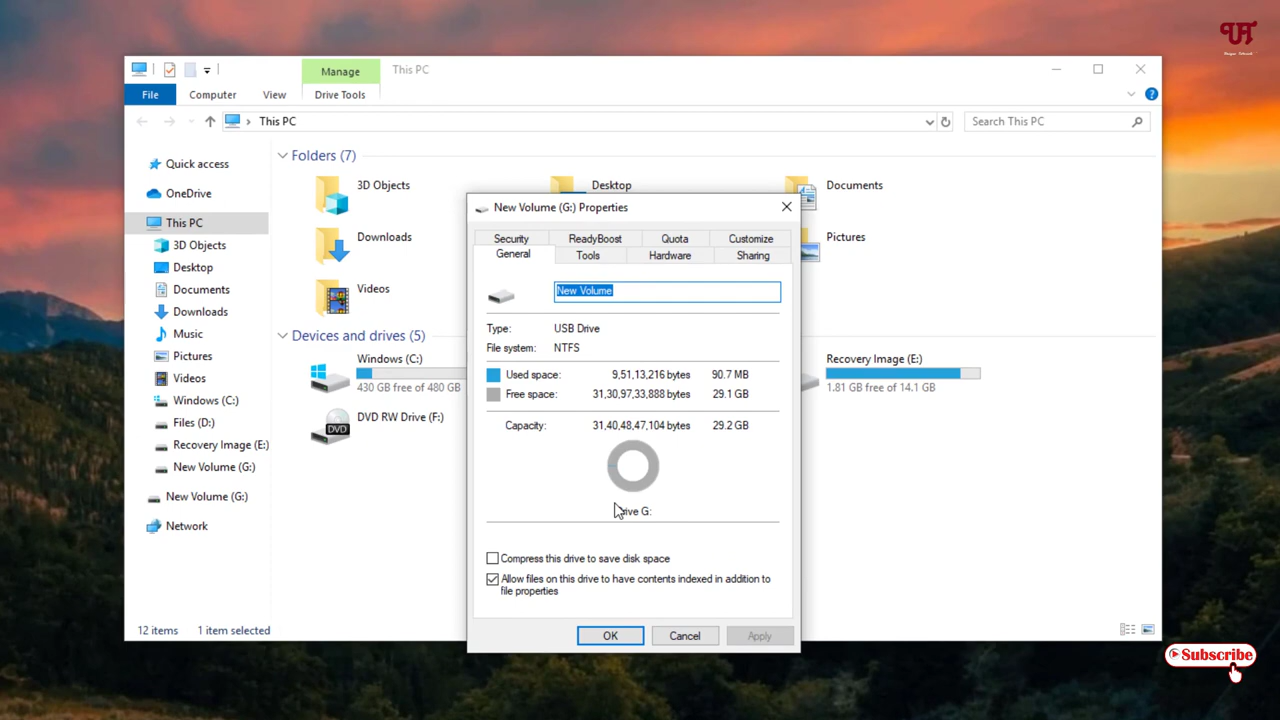 UT
Manage
This PC
File
Computer
View
Drive Tools
This PC
Search This PC
Quick access
OneDrive
This PC
3D Objects
Desktop
Documents
Downloads
Music
Pictures
Videos
Windows (C:)
Files (D:)
Recovery Image (E:)
New Volume (G:)
New Volume (G:)
Network
Folders (7)
3D Objects
Desktop
Documents
Downloads
Pictures
Videos
Devices and drives (5)
Windows (C:)
430 GB free of 480 GB
Recovery Image (E:)
1.81 GB free of 14.1 GB
DVD RW Drive (F:)
DVD
New Volume (G:) Properties
Security
ReadyBoost
Quota
Customize
General
Tools
Hardware
Sharing
New Volume
Type: USB Drive
File system: NTFS
Used space: 9,51,13,216 bytes 90.7 MB
Free space: 31,30,97,33,888 bytes 29.1 GB
Capacity: 31,40,48,47,104 bytes 29.2 GB
Drive G:
Compress this drive to save disk space
Allow files on this drive to have contents indexed in addition to
file properties
OK
Cancel
Apply
12 items
1 item selected
Subscribe